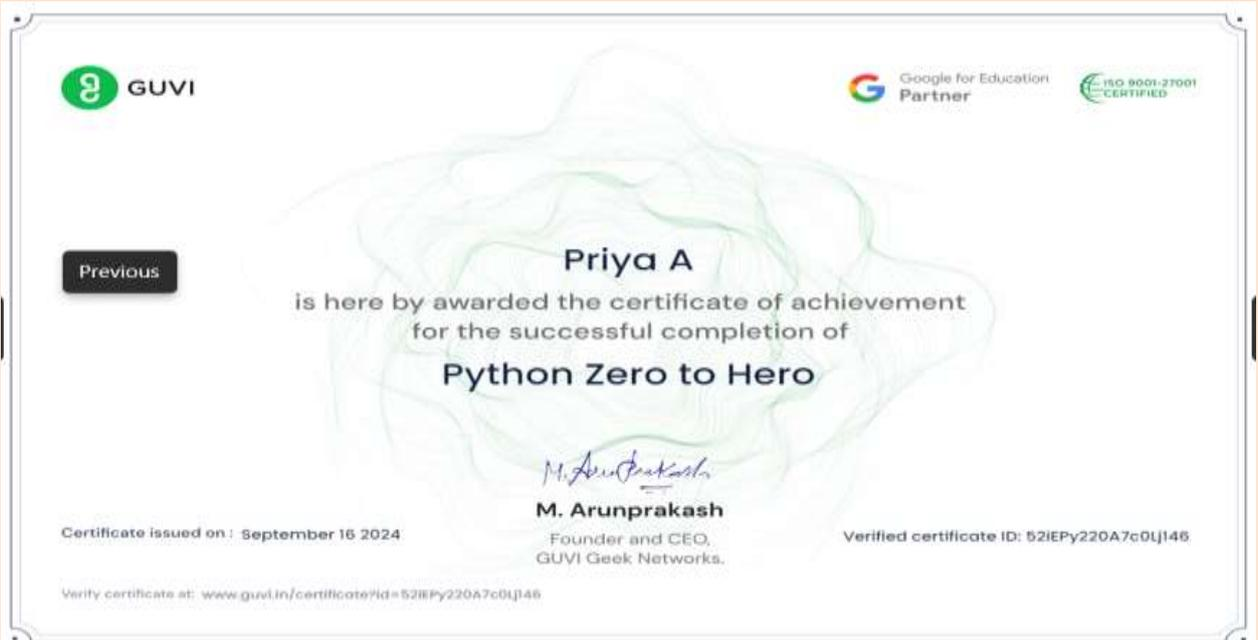 GUVI
Google for Education
Partner
ISO 9001-27001
CERTIFIED
Previous
Priya A
is here by awarded the certificate of achievement
for the successful completion of
Python Zero to Hero
M. Arunprakash
M. Arunprakash
Founder and CEO,
GUVI Geek Networks.
Certificate issued on : September 16 2024
Verified certificate ID: 52iEPy220A7c0Lj146
Verify certificate at: www.guvi.in/certificate?id=52iEPy220A7c0Lj146